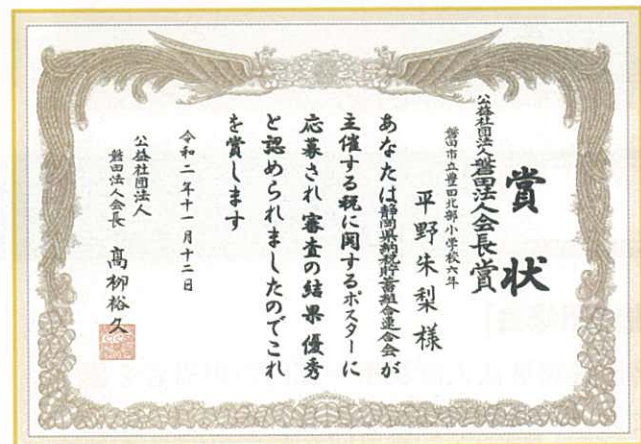 賞状
公益社団法人磐田法人会長賞
磐田市立豊田北部小学校六年
平野朱梨様
あなたは静岡県納税貯蓄組合連合会が
主催する税に関するポスターに
応募され審査の結果優秀
と認められましたのでこれ
を賞します
令和二年十一月十二日
公益社団法人
磐田法人会長 髙柳裕久